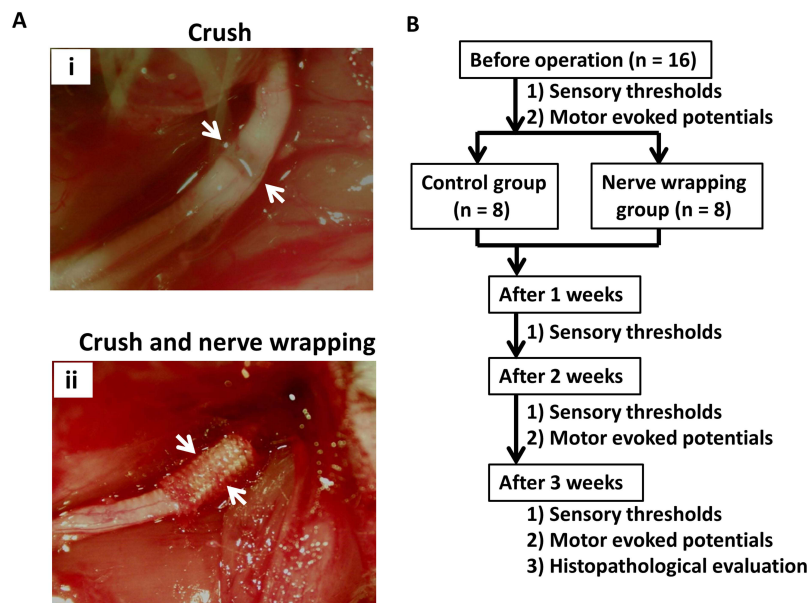 A
Crush
i
Crush and nerve wrapping
ii
B
Before operation (n = 16)
1) Sensory thresholds
2) Motor evoked potentials
Control group
(n = 8)
Nerve wrapping
group (n = 8)
After 1 weeks
1) Sensory thresholds
After 2 weeks
1) Sensory thresholds
2) Motor evoked potentials
After 3 weeks
1) Sensory thresholds
2) Motor evoked potentials
3) Histopathological evaluation